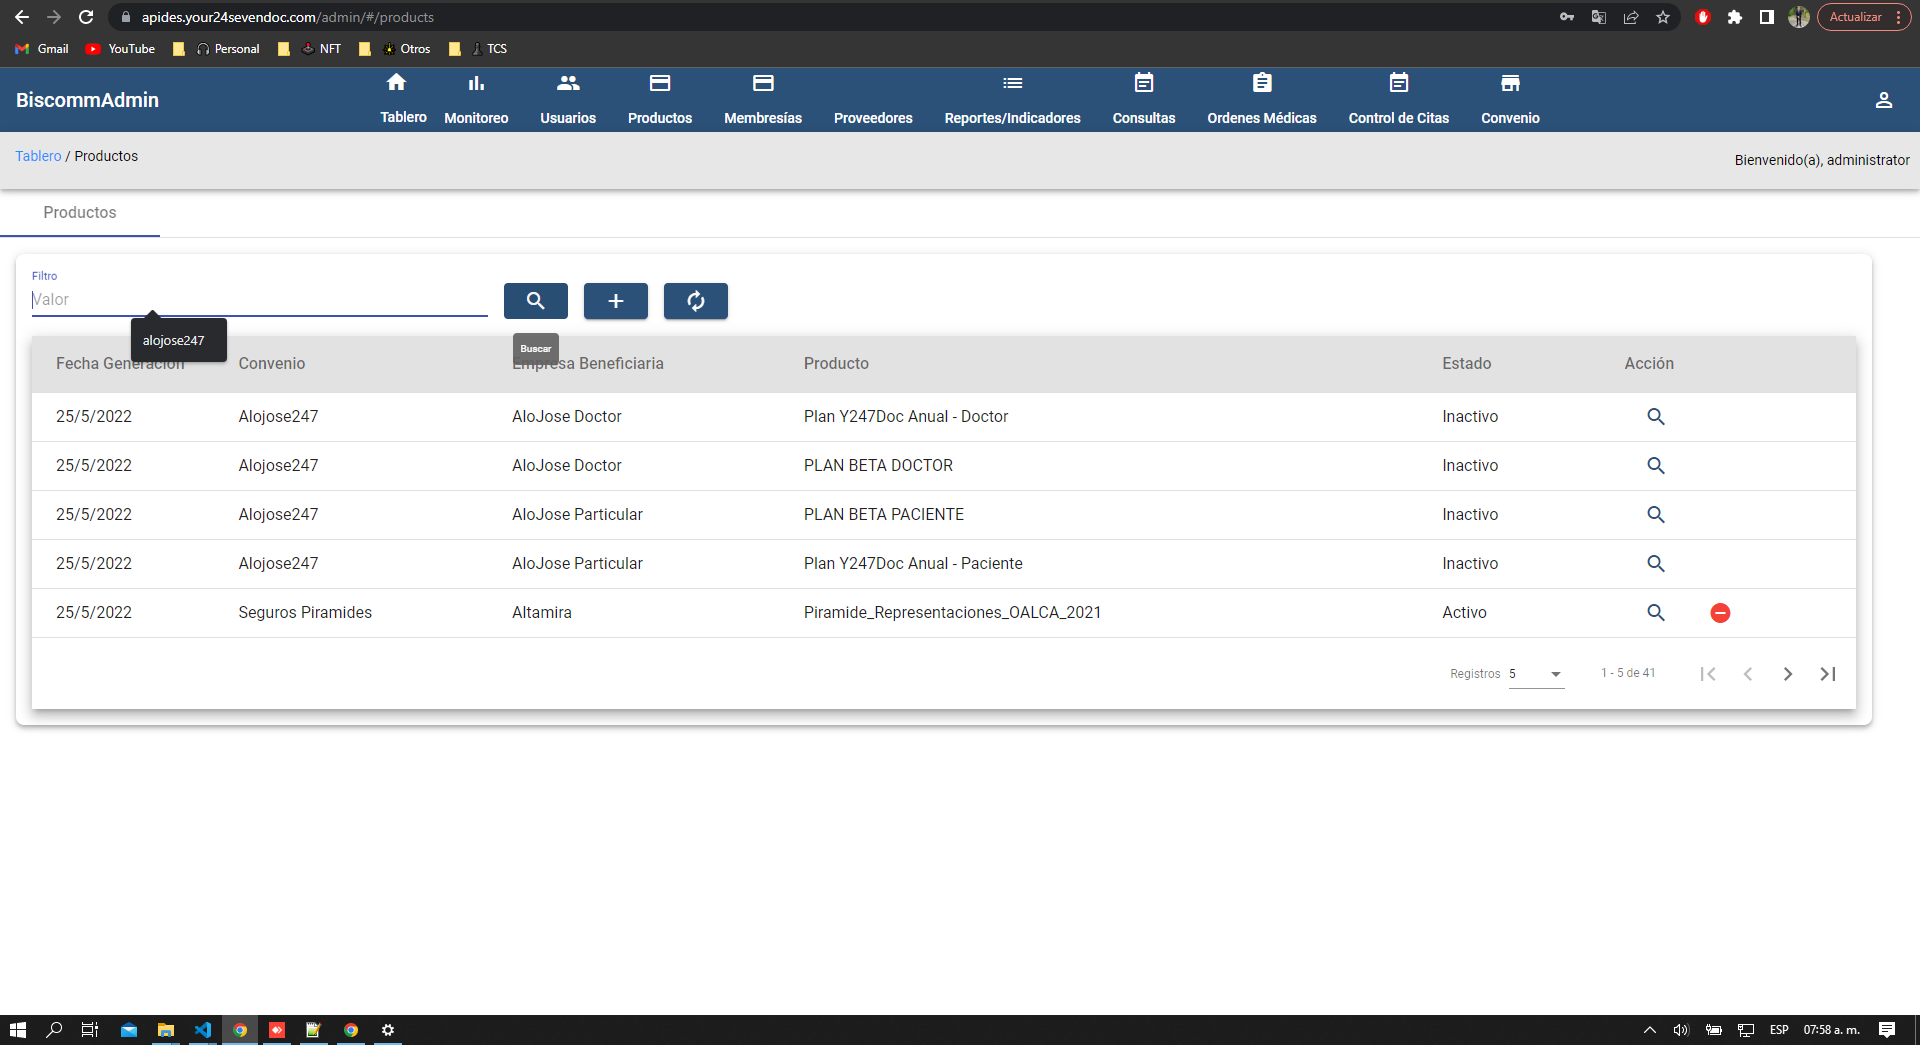 apides.your24sevendoc.com/admin/#/products
Actualizar
Gmail YouTube Personal NFT Otros TCS
BiscommAdmin
Tablero Monitoreo Usuarios Productos Membresías Proveedores Reportes/Indicadores Consultas Ordenes Médicas Control de Citas Convenio
Tablero / Productos
Bienvenido(a), administrator
Productos
Filtro
Valor
alojose247
Buscar
Fecha Generación Convenio Empresa Beneficiaria Producto Estado Acción
25/5/2022 Alojose247 AloJose Doctor Plan Y247Doc Anual - Doctor Inactivo
25/5/2022 Alojose247 AloJose Doctor PLAN BETA DOCTOR Inactivo
25/5/2022 Alojose247 AloJose Particular PLAN BETA PACIENTE Inactivo
25/5/2022 Alojose247 AloJose Particular Plan Y247Doc Anual - Paciente Inactivo
25/5/2022 Seguros Piramides Altamira Piramide_Representaciones_OALCA_2021 Activo
Registros 5 1 - 5 de 41
ESP 07:58 a. m.